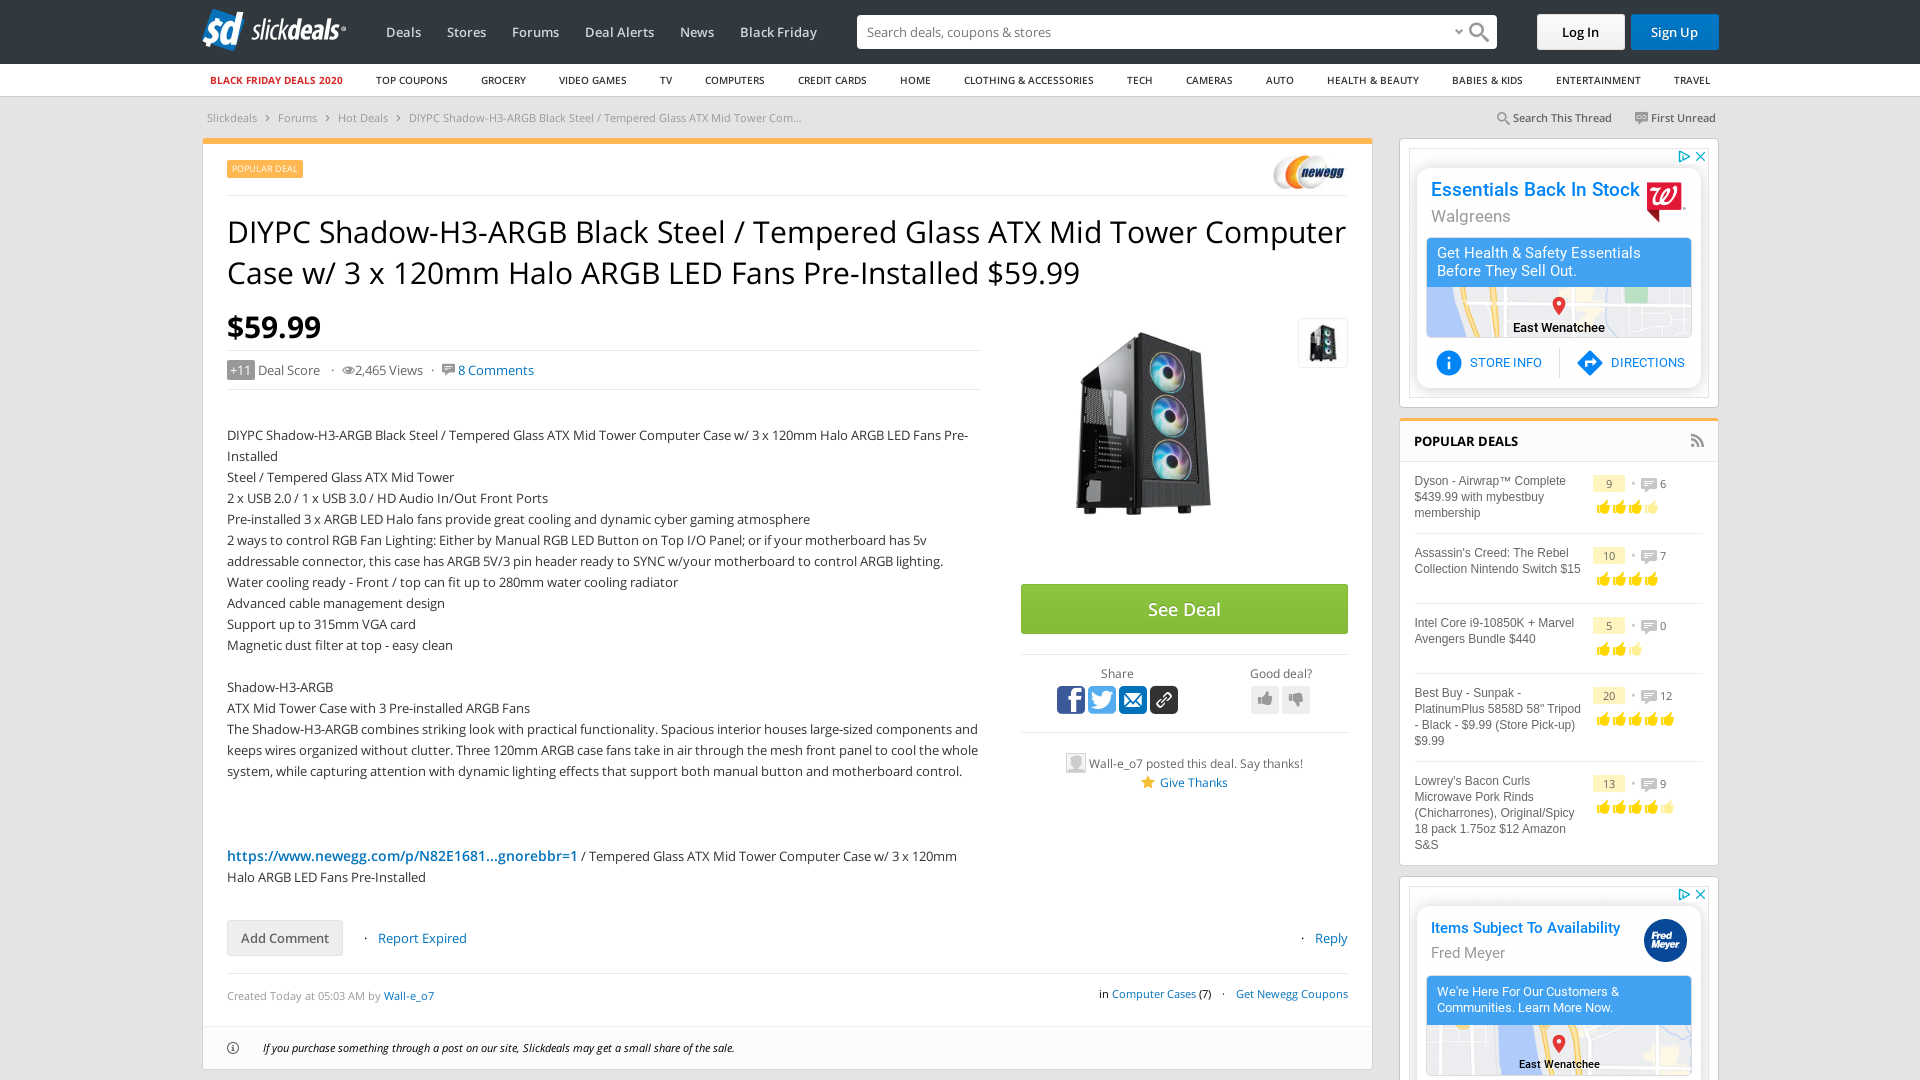 sd slickdeals
Deals
Stores
Forums
Deal Alerts
News
Black Friday
Search deals, coupons & stores
Log In
Sign Up
BLACK FRIDAY DEALS 2020
TOP COUPONS
GROCERY
VIDEO GAMES
TV
COMPUTERS
CREDIT CARDS
HOME
CLOTHING & ACCESSORIES
TECH
CAMERAS
AUTO
HEALTH & BEAUTY
BABIES & KIDS
ENTERTAINMENT
TRAVEL
Slickdeals > Forums > Hot Deals > DIYPC Shadow-H3-ARGB Black Steel / Tempered Glass ATX Mid Tower Com...
Search This Thread
First Unread
POPULAR DEAL
newegg
DIYPC Shadow-H3-ARGB Black Steel / Tempered Glass ATX Mid Tower Computer
Case w/ 3 x 120mm Halo ARGB LED Fans Pre-Installed $59.99
$59.99
+11 Deal Score · 2,465 Views · 8 Comments
DIYPC Shadow-H3-ARGB Black Steel / Tempered Glass ATX Mid Tower Computer Case w/ 3 x 120mm Halo ARGB LED Fans Pre-
Installed
Steel / Tempered Glass ATX Mid Tower
2 x USB 2.0 / 1 x USB 3.0 / HD Audio In/Out Front Ports
Pre-installed 3 x ARGB LED Halo fans provide great cooling and dynamic cyber gaming atmosphere
2 ways to control RGB Fan Lighting: Either by Manual RGB LED Button on Top I/O Panel; or if your motherboard has 5v
addressable connector, this case has ARGB 5V/3 pin header ready to SYNC w/your motherboard to control ARGB lighting.
Water cooling ready - Front / top can fit up to 280mm water cooling radiator
Advanced cable management design
Support up to 315mm VGA card
Magnetic dust filter at top - easy clean
Shadow-H3-ARGB
ATX Mid Tower Case with 3 Pre-installed ARGB Fans
The Shadow-H3-ARGB combines striking look with practical functionality. Spacious interior houses large-sized components and
keeps wires organized without clutter. Three 120mm ARGB case fans take in air through the mesh front panel to cool the whole
system, while capturing attention with dynamic lighting effects that support both manual button and motherboard control.
https://www.newegg.com/p/N82E1681...gnorebbr=1 / Tempered Glass ATX Mid Tower Computer Case w/ 3 x 120mm
Halo ARGB LED Fans Pre-Installed
See Deal
Share
Good deal?
Wall-e_o7 posted this deal. Say thanks!
Give Thanks
Add Comment
· Report Expired
· Reply
Created Today at 05:03 AM by Wall-e_o7
in Computer Cases (7) · Get Newegg Coupons
If you purchase something through a post on our site, Slickdeals may get a small share of the sale.
Essentials Back In Stock
Walgreens
Get Health & Safety Essentials
Before They Sell Out.
East Wenatchee
STORE INFO
DIRECTIONS
POPULAR DEALS
Dyson - Airwrap™ Complete
$439.99 with mybestbuy
membership
9 · 6
Assassin's Creed: The Rebel
Collection Nintendo Switch $15
10 · 7
Intel Core i9-10850K + Marvel
Avengers Bundle $440
5 · 0
Best Buy - Sunpak -
PlatinumPlus 5858D 58" Tripod
- Black - $9.99 (Store Pick-up)
$9.99
20 · 12
Lowrey's Bacon Curls
Microwave Pork Rinds
(Chicharrones), Original/Spicy
18 pack 1.75oz $12 Amazon
S&S
13 · 9
Items Subject To Availability
Fred Meyer
Fred
Meyer
We're Here For Our Customers &
Communities. Learn More Now.
East Wenatchee